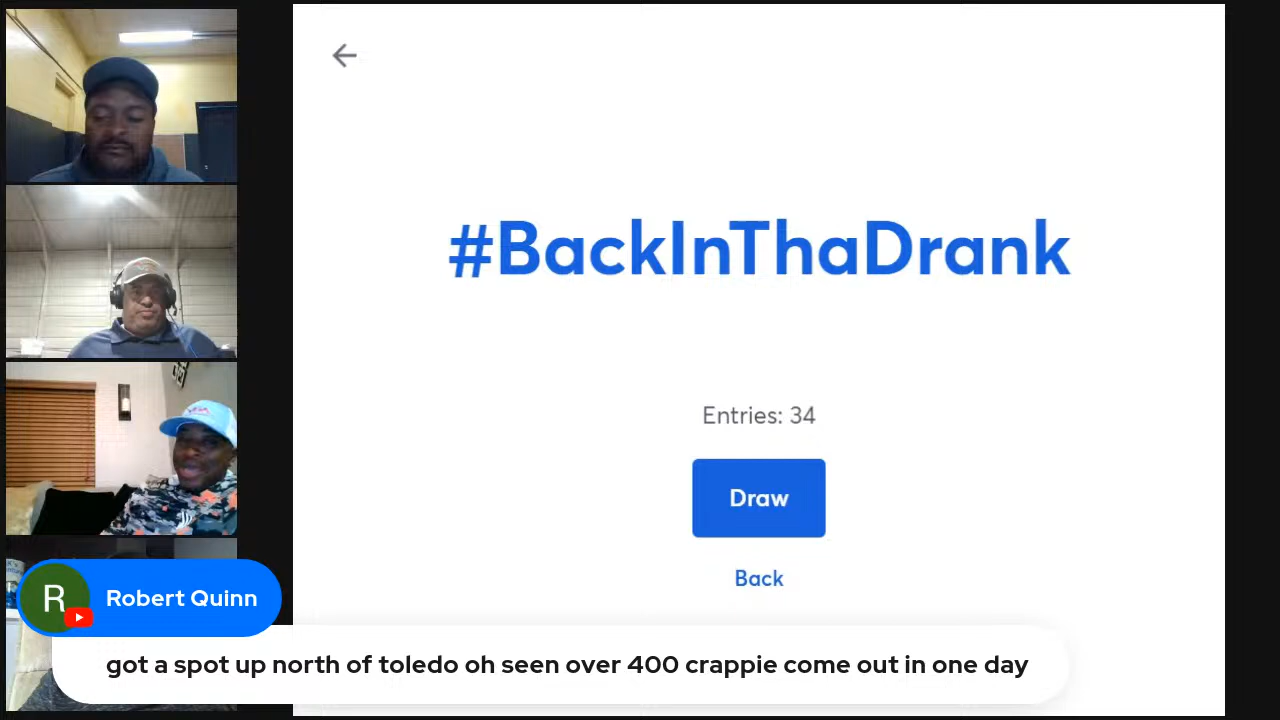 #BackInThaDrank
Entries: 34
Draw
Back
R
Robert Quinn
got a spot up north of toledo oh seen over 400 crappie come out in one day